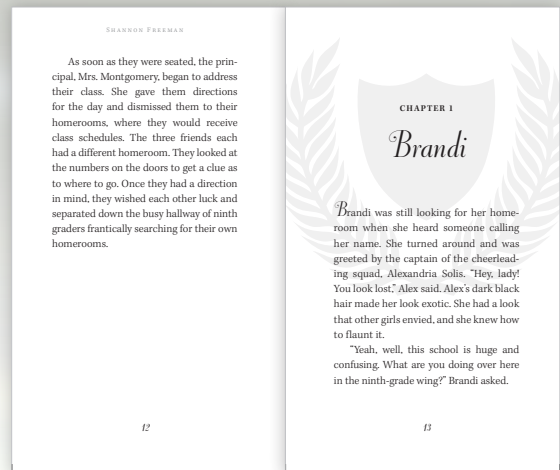 SHANNON FREEMAN
As soon as they were seated, the prin-
cipal, Mrs. Montgomery, began to address
their class. She gave them directions
for the day and dismissed them to their
homerooms, where they would receive
class schedules. The three friends each
had a different homeroom. They looked at
the numbers on the doors to get a clue as
to where to go. Once they had a direction
in mind, they wished each other luck and
separated down the busy hallway of ninth
graders frantically searching for their own
homerooms.
12
CHAPTER 1
Brandi
Brandi was still looking for her home-
room when she heard someone calling
her name. She turned around and was
greeted by the captain of the cheerlead-
ing squad, Alexandria Solis. “Hey, lady!
You look lost,” Alex said. Alex’s dark black
hair made her look exotic. She had a look
that other girls envied, and she knew how
to flaunt it.
“Yeah, well, this school is huge and
confusing. What are you doing over here
in the ninth-grade wing?” Brandi asked.
13